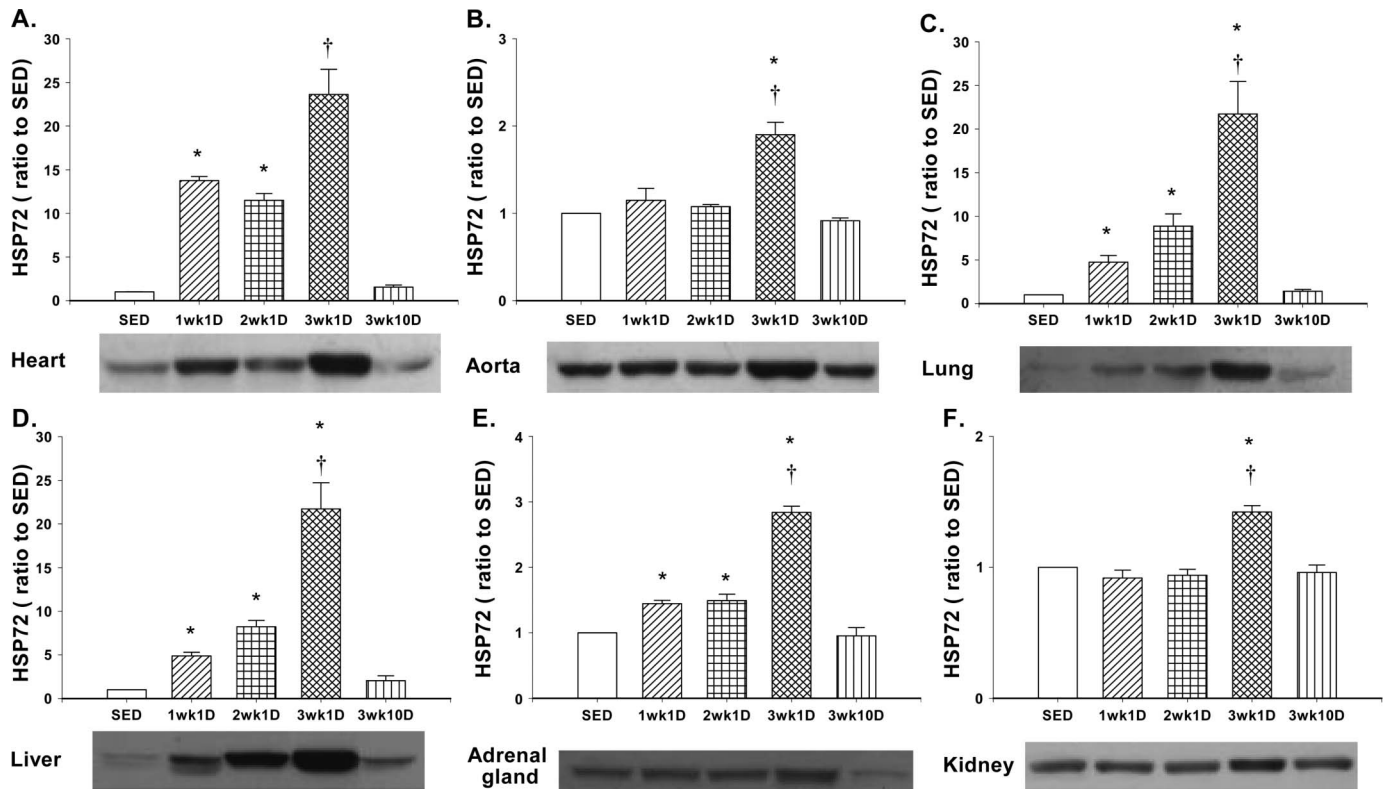 A.
HSP72 ( ratio to SED)
30
25
20
15
10
5
0
*
*
†
SED 1wk1D 2wk1D 3wk1D 3wk10D
Heart
B.
HSP72 ( ratio to SED)
3
2
1
0
*
†
SED 1wk1D 2wk1D 3wk1D 3wk10D
Aorta
C.
HSP72 ( ratio to SED)
30
25
20
15
10
5
0
*
*
*
†
SED 1wk1D 2wk1D 3wk1D 3wk10D
Lung
D.
HSP72 ( ratio to SED)
30
25
20
15
10
5
0
*
*
*
†
SED 1wk1D 2wk1D 3wk1D 3wk10D
Liver
E.
HSP72 ( ratio to SED)
4
3
2
1
0
*
*
*
†
SED 1wk1D 2wk1D 3wk1D 3wk10D
Adrenal
gland
F.
HSP72 ( ratio to SED)
2
1
0
*
†
SED 1wk1D 2wk1D 3wk1D 3wk10D
Kidney